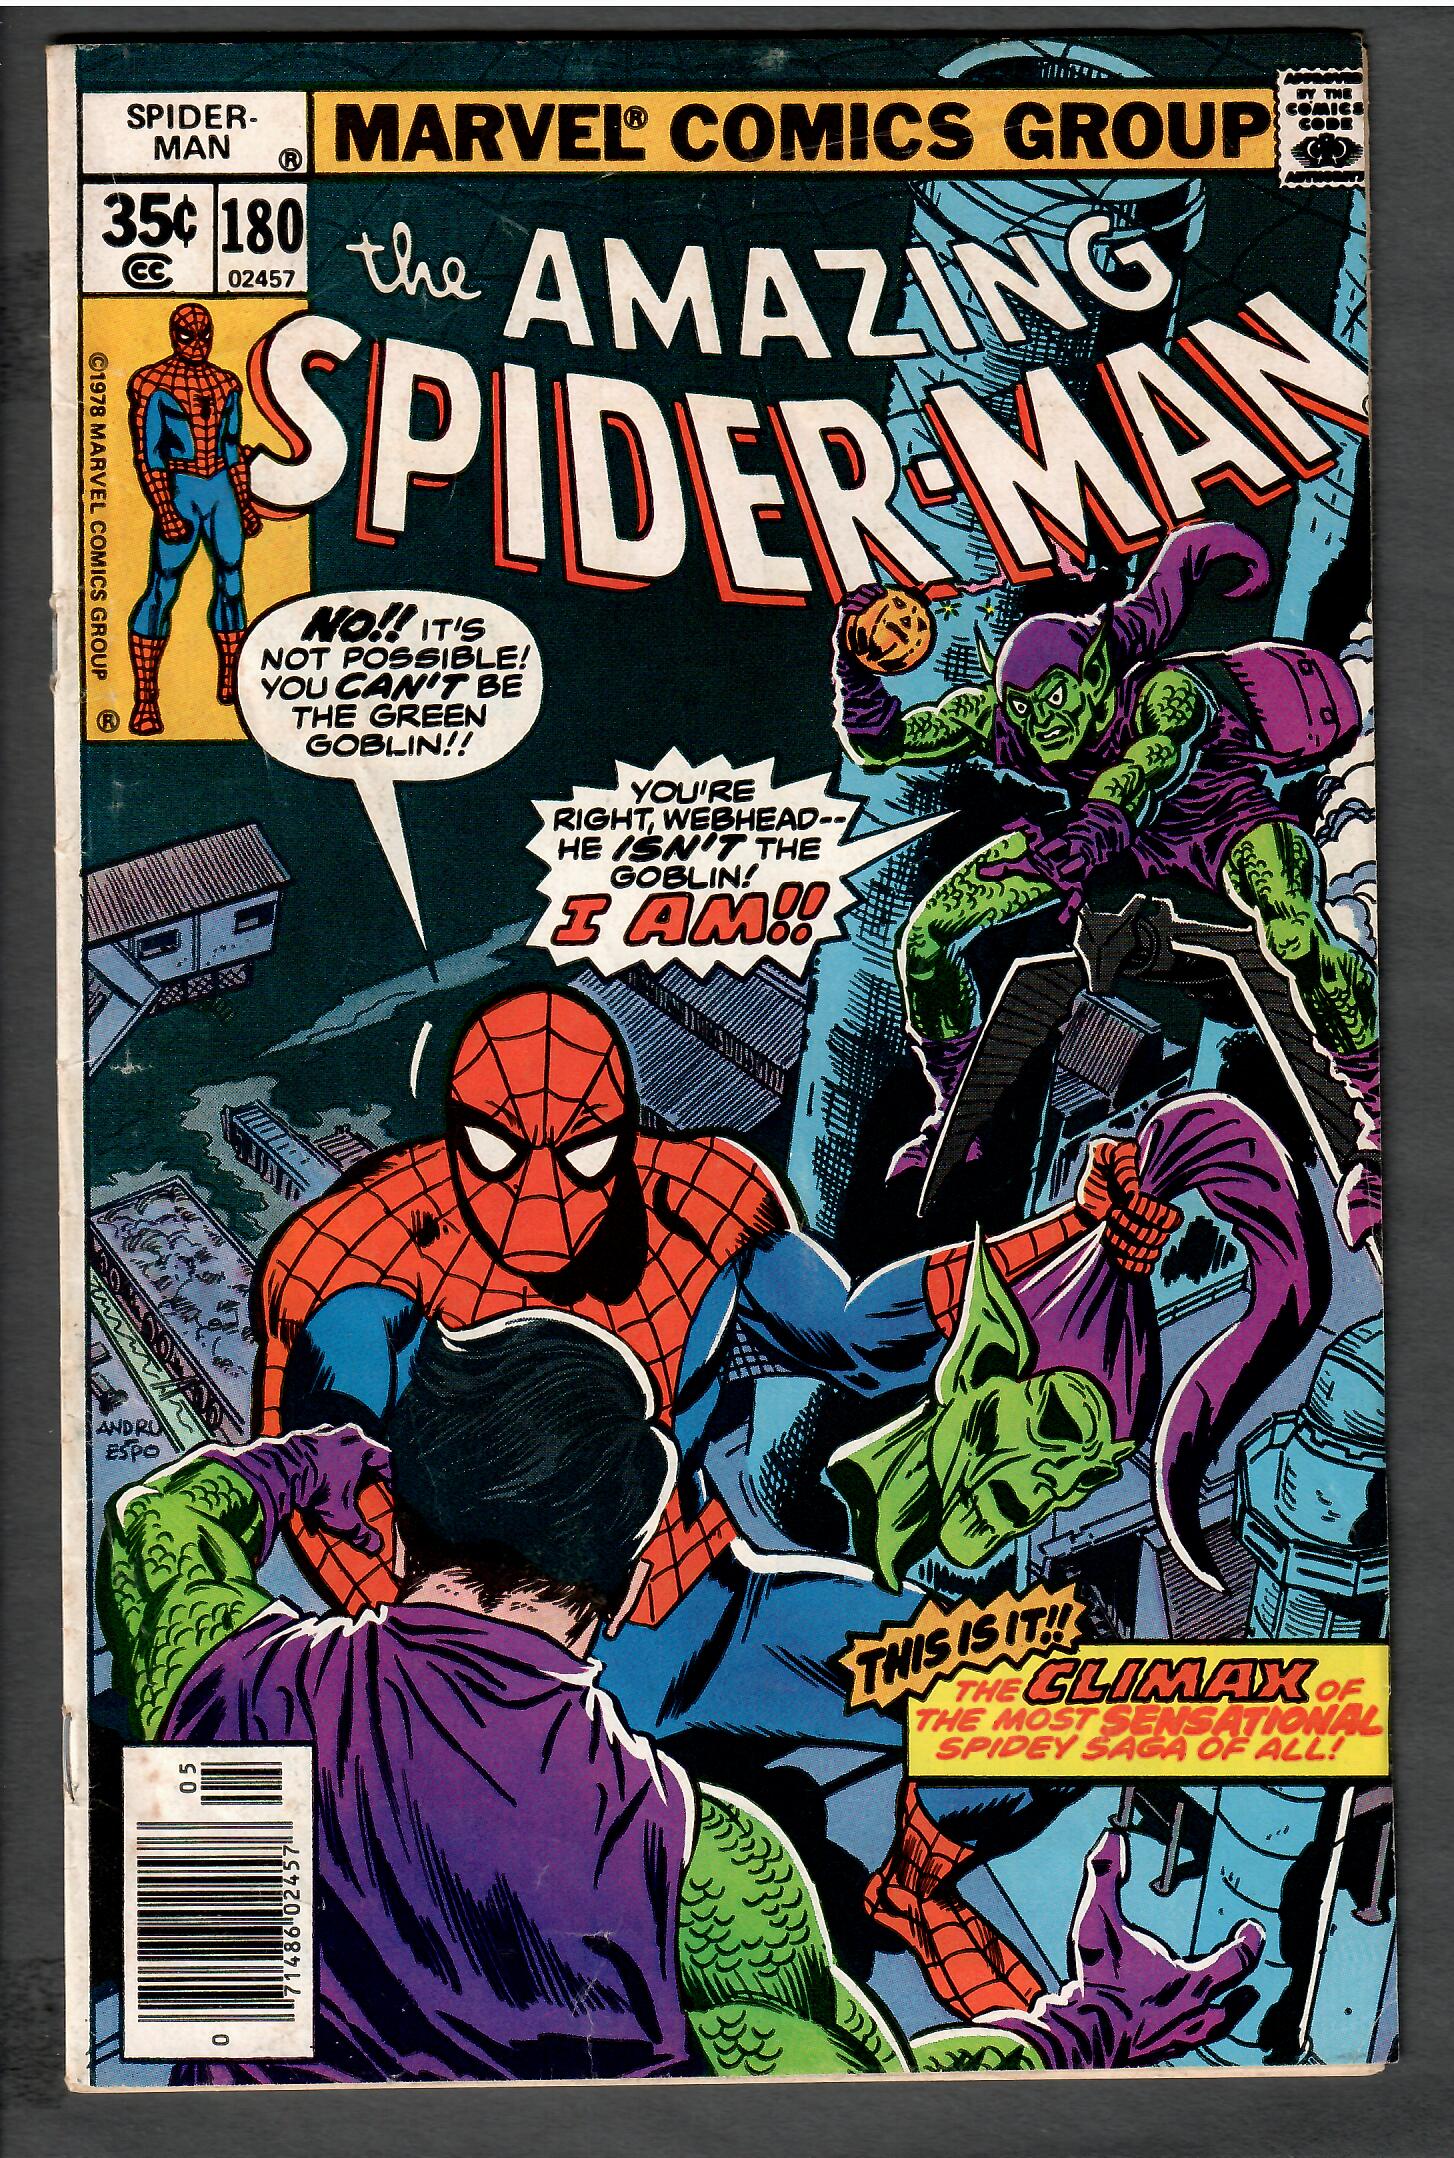 SPIDER-
MAN
®
MARVEL® COMICS GROUP
APPROVED
BY THE
COMICS
CODE
AUTHORITY
35¢
CC
180
02457
the AMAZING
SPIDER-MAN
©1978 MARVEL COMICS GROUP
®
NO!! IT'S
NOT POSSIBLE!
YOU CAN'T BE
THE GREEN
GOBLIN!!
YOU'RE
RIGHT, WEBHEAD--
HE ISN'T THE
GOBLIN!
I AM!!
ANDRU
ESPO
THIS IS IT!!
THE CLIMAX OF
THE MOST SENSATIONAL
SPIDEY SAGA OF ALL!
05
71486 02457
0